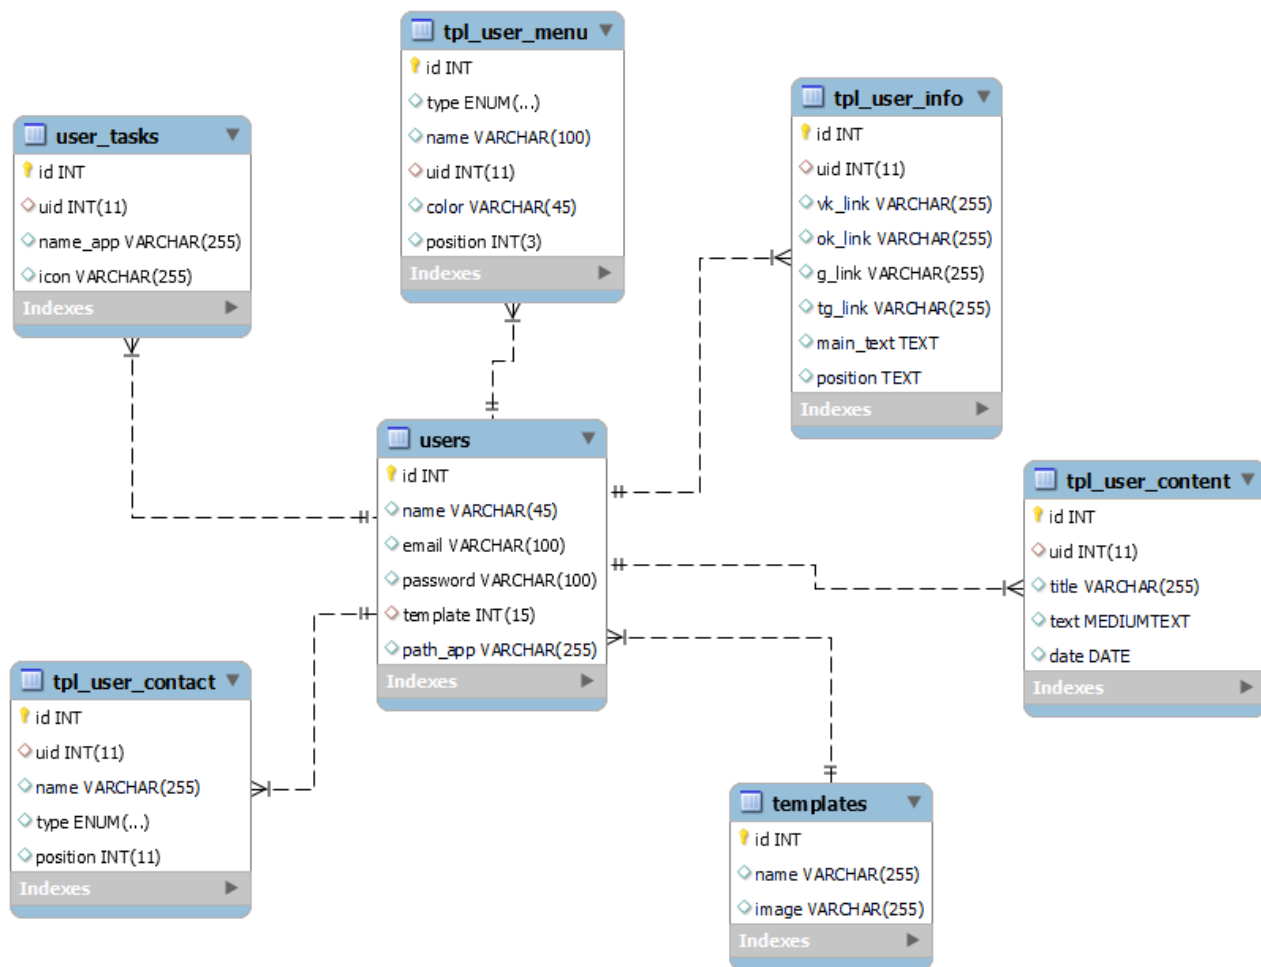 tpl_user_menu
id INT
type ENUM(...)
name VARCHAR(100)
uid INT(11)
color VARCHAR(45)
position INT(3)
Indexes
tpl_user_info
id INT
uid INT(11)
vk_link VARCHAR(255)
ok_link VARCHAR(255)
g_link VARCHAR(255)
tg_link VARCHAR(255)
main_text TEXT
position TEXT
Indexes
user_tasks
id INT
uid INT(11)
name_app VARCHAR(255)
icon VARCHAR(255)
Indexes
users
id INT
name VARCHAR(45)
email VARCHAR(100)
password VARCHAR(100)
template INT(15)
path_app VARCHAR(255)
Indexes
tpl_user_content
id INT
uid INT(11)
title VARCHAR(255)
text MEDIUMTEXT
date DATE
Indexes
tpl_user_contact
id INT
uid INT(11)
name VARCHAR(255)
type ENUM(...)
position INT(11)
Indexes
templates
id INT
name VARCHAR(255)
image VARCHAR(255)
Indexes